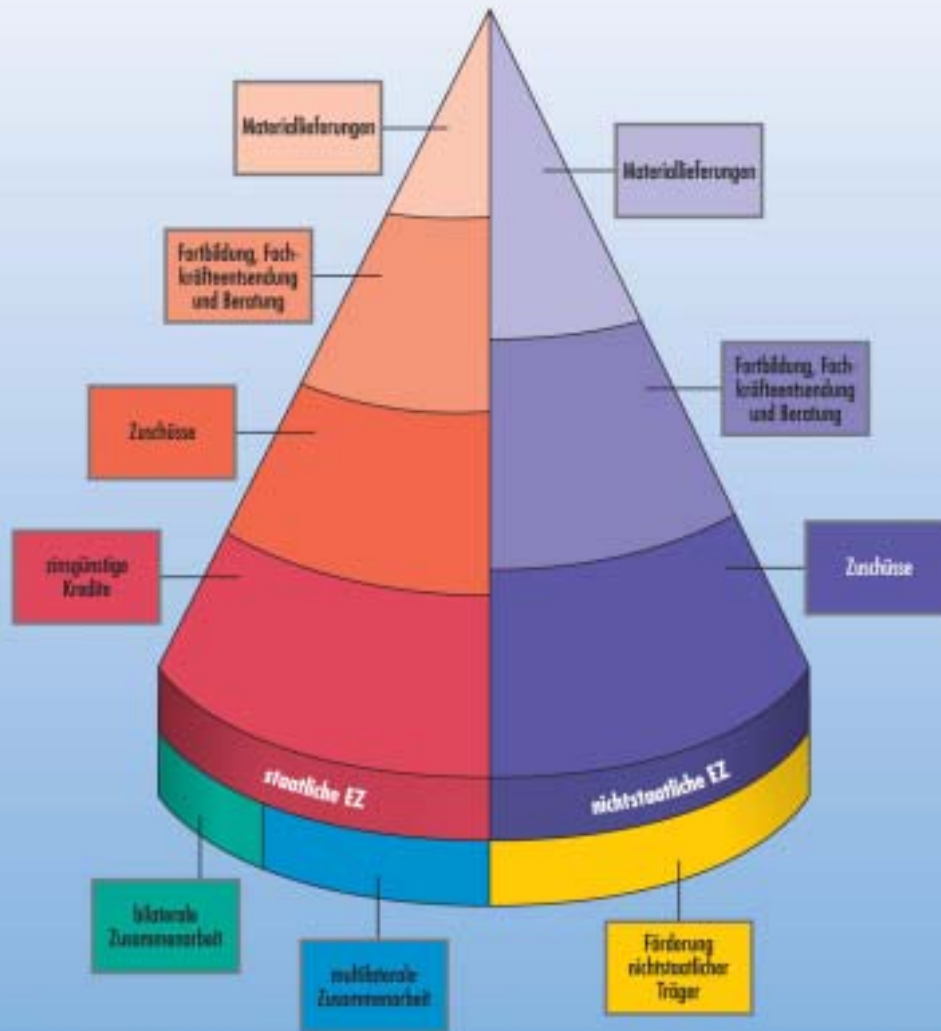 Materiallieferungen
Materiallieferungen
Fortbildung, Fach-
kräfteentsendung
und Beratung
Fortbildung, Fach-
kräfteentsendung
und Beratung
Zuschüsse
zinsgünstige
Kredite
Zuschüsse
staatliche EZ
nichtstaatliche EZ
bilaterale
Zusammenarbeit
multilaterale
Zusammenarbeit
Förderung
nichtstaatlicher
Träger